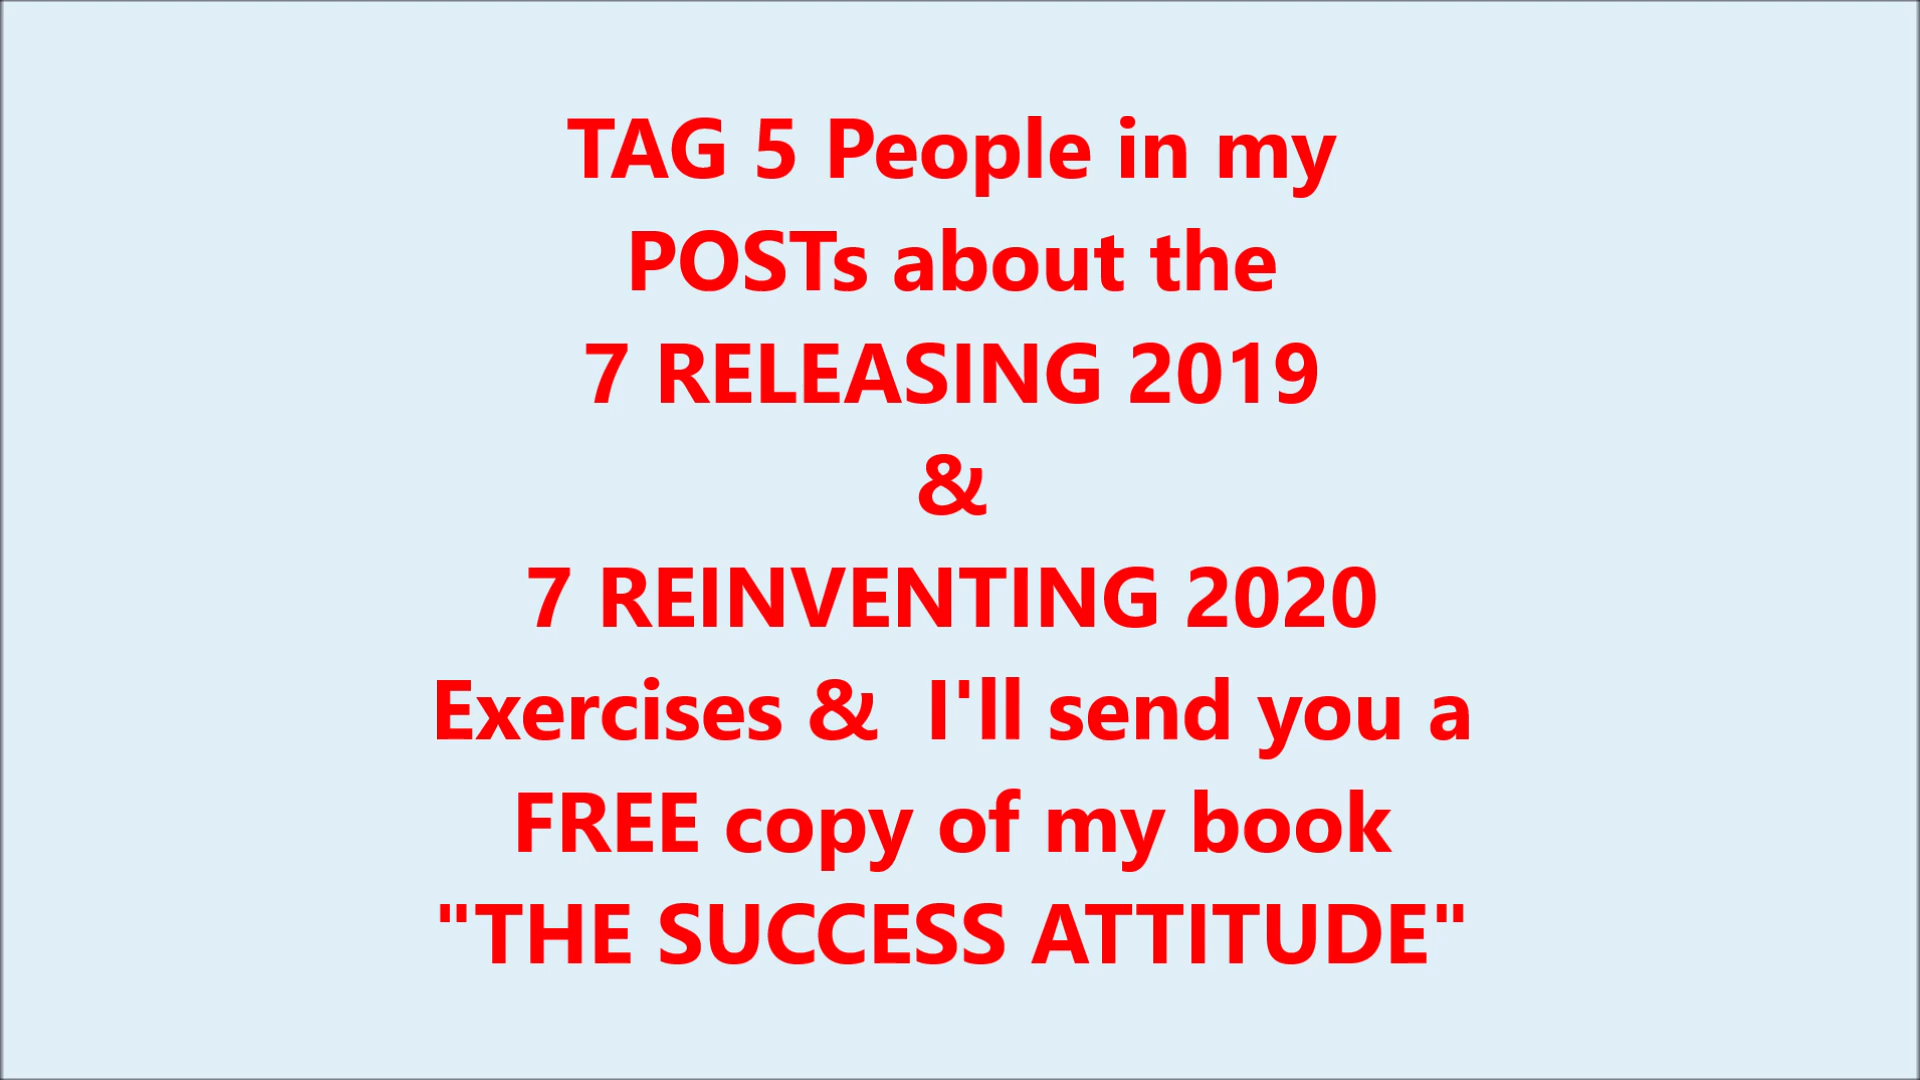 TAG 5 People in my
POSTs about the
7 RELEASING 2019
&
7 REINVENTING 2020
Exercises &  I'll send you a
FREE copy of my book
"THE SUCCESS ATTITUDE"